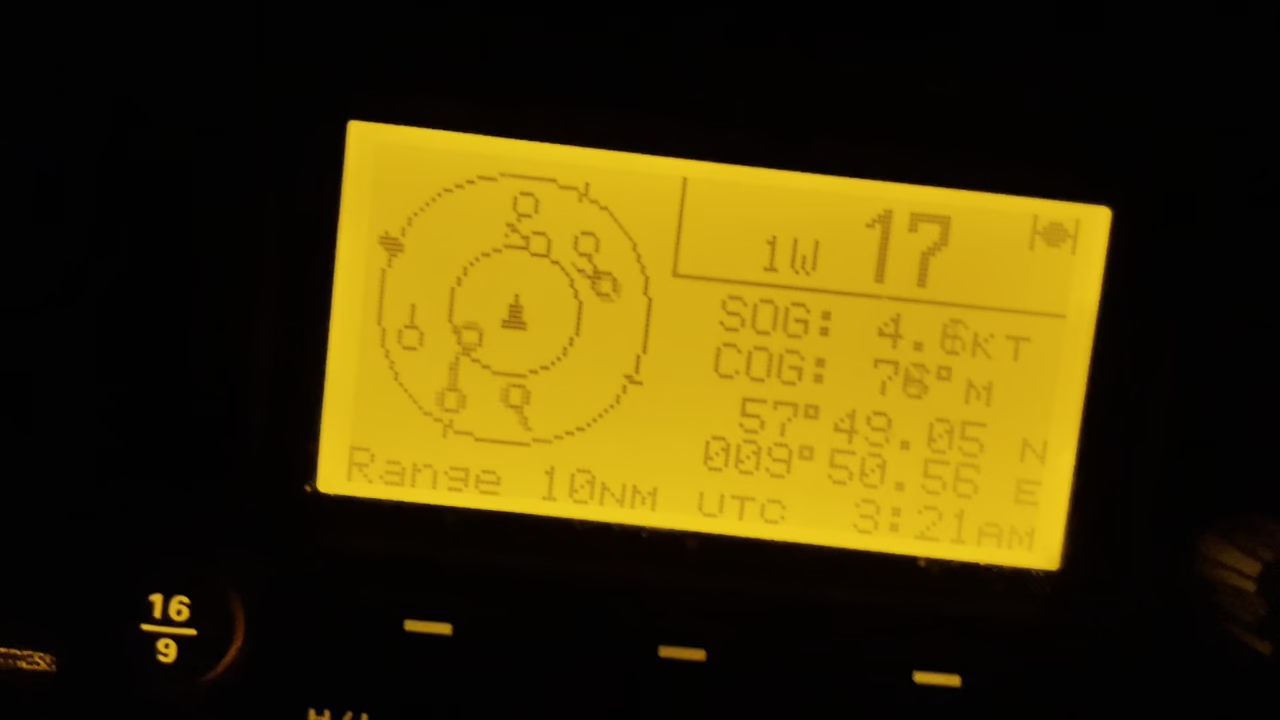 1W 17
SOG: 4.6KT
COG: 76°M
57°49.05 N
009°50.56 E
Range 10NM UTC 3:21AM
16
9